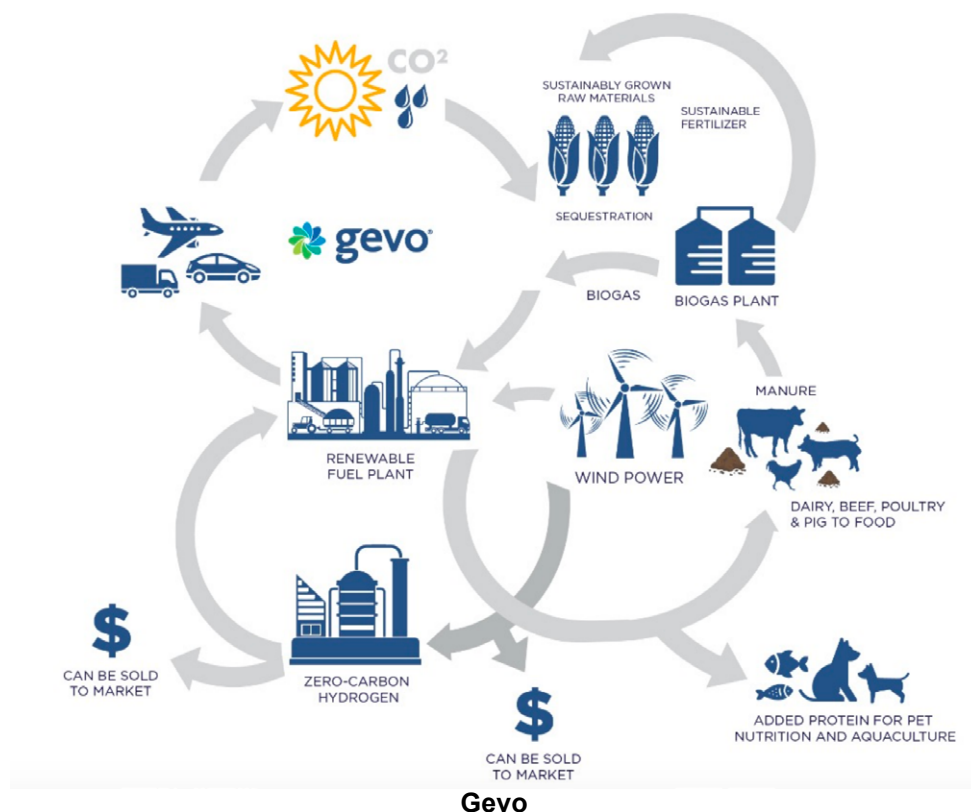 CO²
SUSTAINABLY GROWN
RAW MATERIALS
SUSTAINABLE
FERTILIZER
SEQUESTRATION
gevo®
BIOGAS
BIOGAS PLANT
MANURE
RENEWABLE
FUEL PLANT
WIND POWER
DAIRY, BEEF, POULTRY
& PIG TO FOOD
$
CAN BE SOLD
TO MARKET
ZERO-CARBON
HYDROGEN
$
CAN BE SOLD
TO MARKET
ADDED PROTEIN FOR PET
NUTRITION AND AQUACULTURE
Gevo